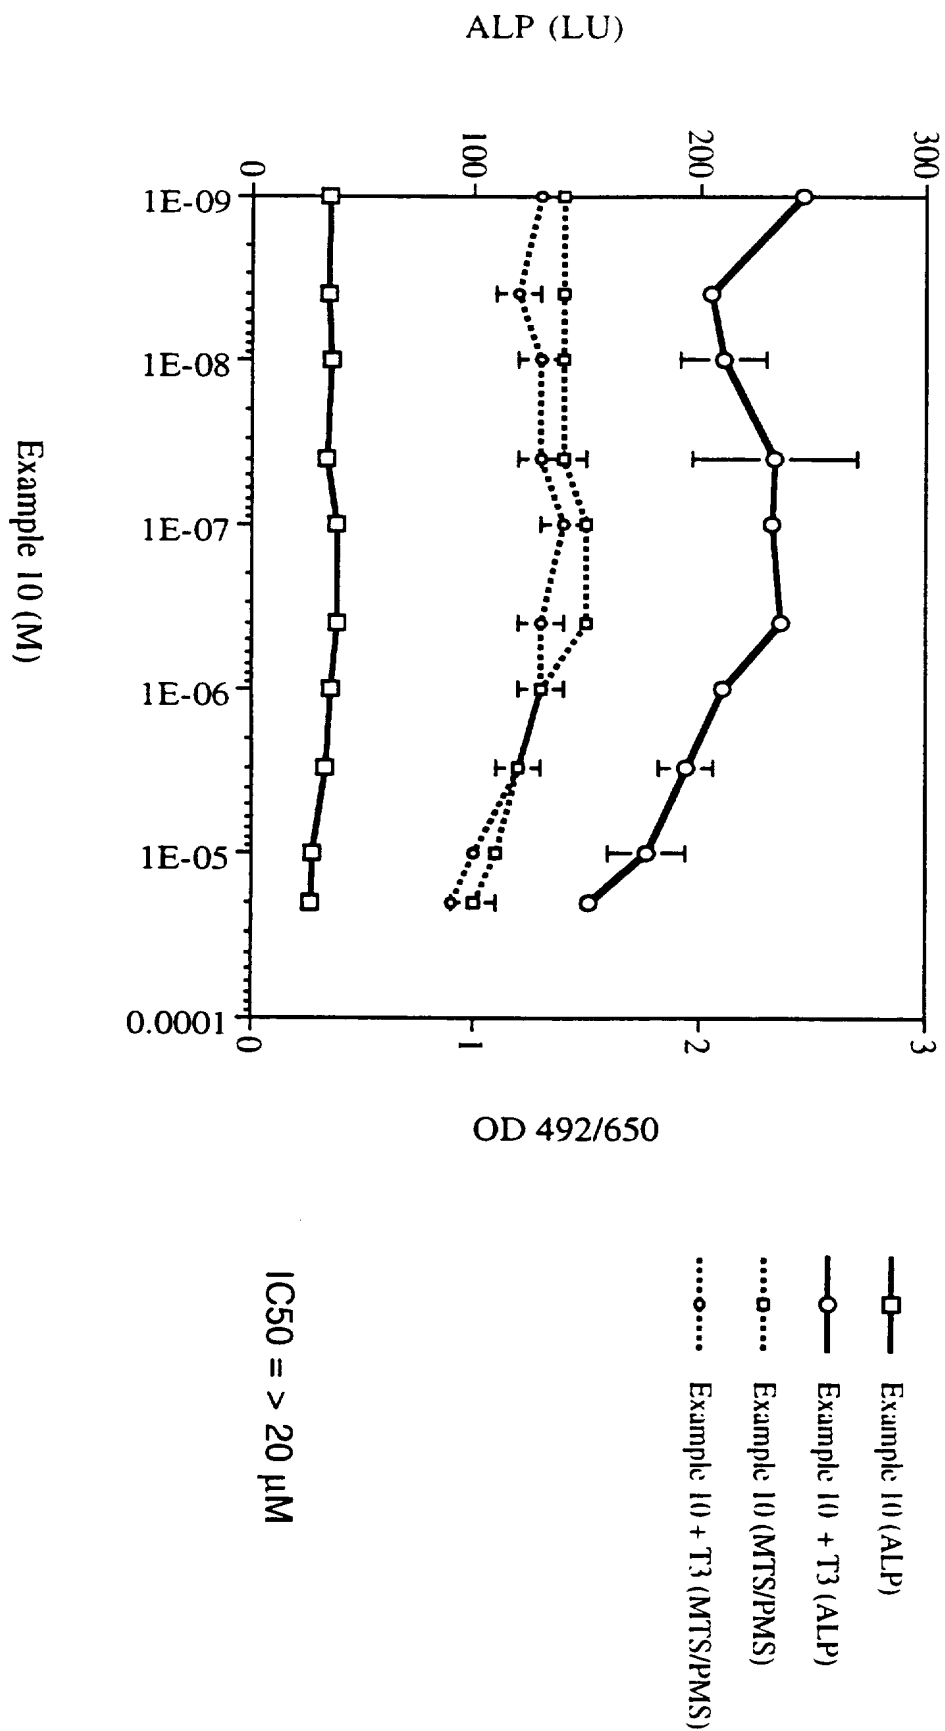 ALP (LU)
300
200
100
0
1E-09
1E-08
1E-07
1E-06
1E-05
0.0001
Example 10 (M)
3
2
1
0
OD 492/650
Example 10 (ALP)
Example 10 + T3 (ALP)
Example 10 (MTS/PMS)
Example 10 + T3 (MTS/PMS)
IC50 = > 20 µM